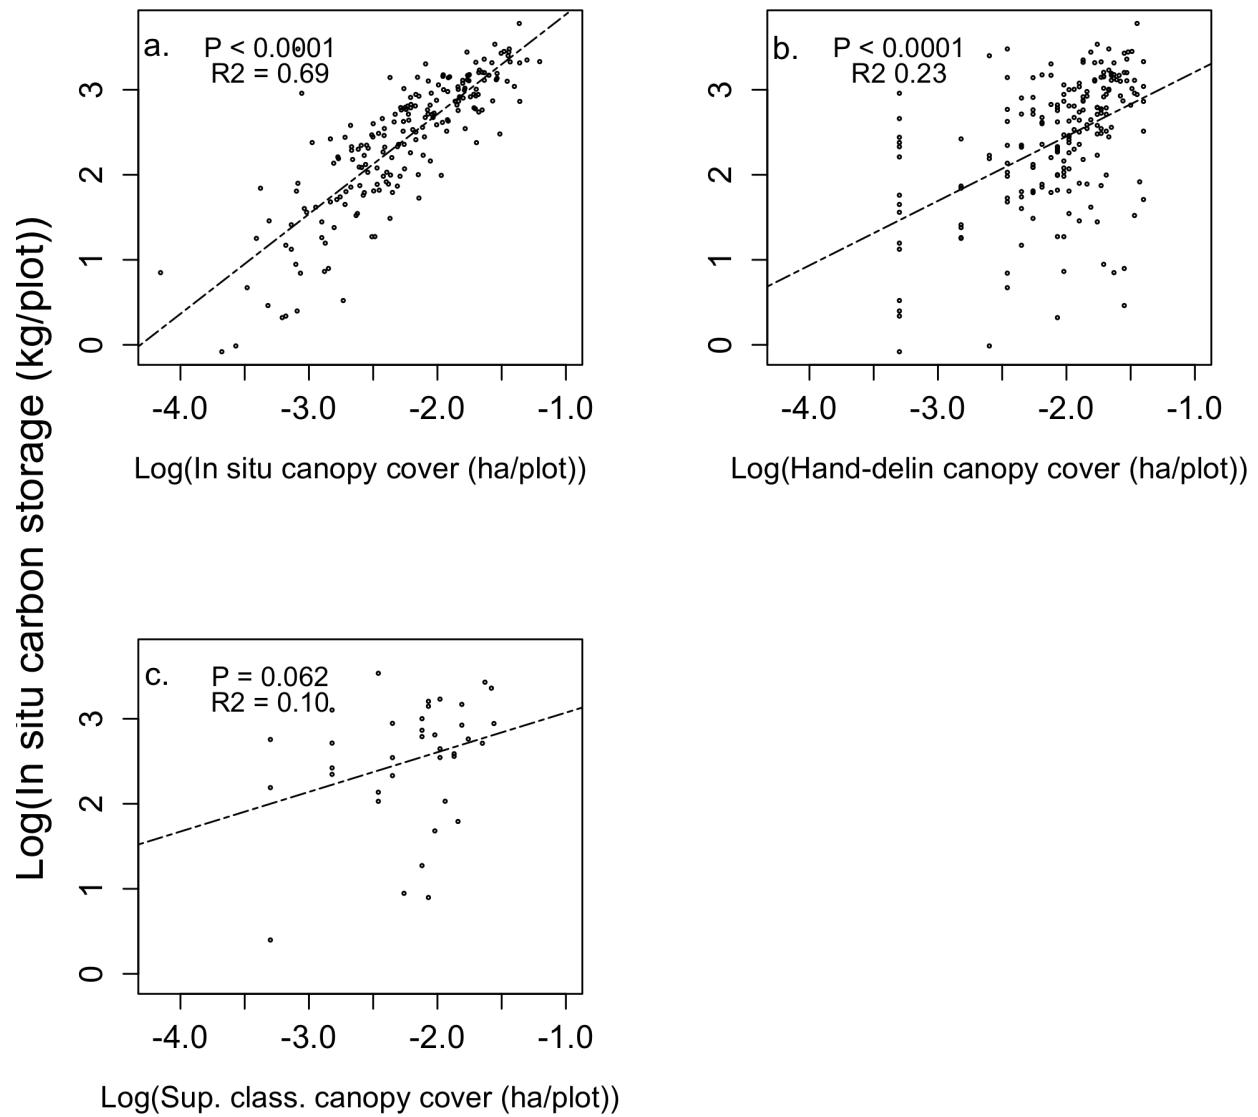 Log(In situ carbon storage (kg/plot))
a.
P < 0.0001
R2 = 0.69
3
2
1
0
-4.0 -3.0 -2.0 -1.0
Log(In situ canopy cover (ha/plot))
b.
P < 0.0001
R2 0.23
3
2
1
0
-4.0 -3.0 -2.0 -1.0
Log(Hand-delin canopy cover (ha/plot))
c.
P = 0.062
R2 = 0.10
3
2
1
0
-4.0 -3.0 -2.0 -1.0
Log(Sup. class. canopy cover (ha/plot))